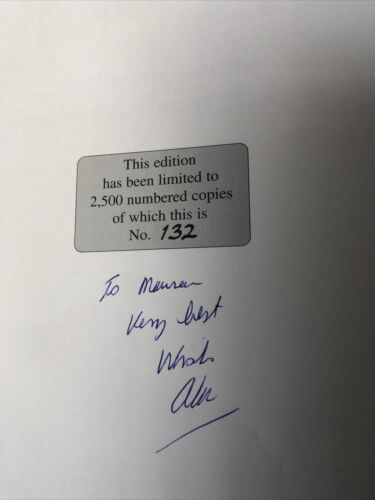 This edition
has been limited to
2,500 numbered copies
of which this is
No. 132
To Maureen
Very best
Wishes